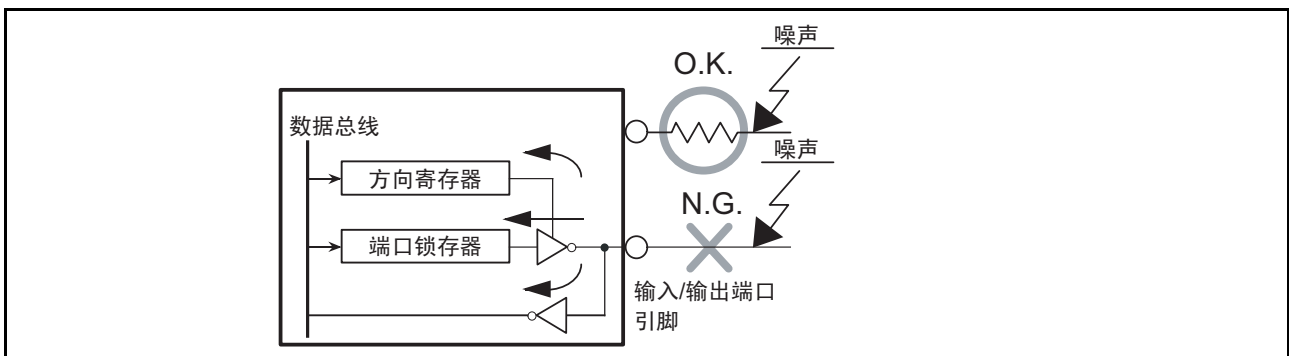 噪声
O.K.
数据总线
噪声
方向寄存器
N.G.
端口锁存器
输入/输出端口
引脚